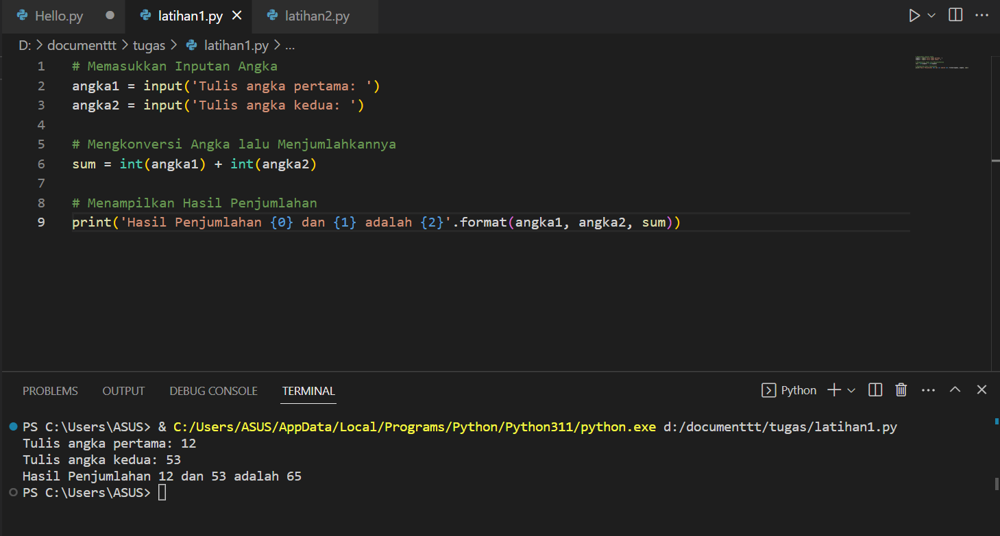 Hello.py latihan1.py latihan2.py
D: > documenttt > tugas > latihan1.py > ...
1 # Memasukkan Inputan Angka
2 angka1 = input('Tulis angka pertama: ')
3 angka2 = input('Tulis angka kedua: ')
4
5 # Mengkonversi Angka lalu Menjumlahkannya
6 sum = int(angka1) + int(angka2)
7
8 # Menampilkan Hasil Penjumlahan
9 print('Hasil Penjumlahan {0} dan {1} adalah {2}'.format(angka1, angka2, sum))
PROBLEMS OUTPUT DEBUG CONSOLE TERMINAL Python
PS C:\Users\ASUS> & C:/Users/ASUS/AppData/Local/Programs/Python/Python311/python.exe d:/documenttt/tugas/latihan1.py
Tulis angka pertama: 12
Tulis angka kedua: 53
Hasil Penjumlahan 12 dan 53 adalah 65
PS C:\Users\ASUS>